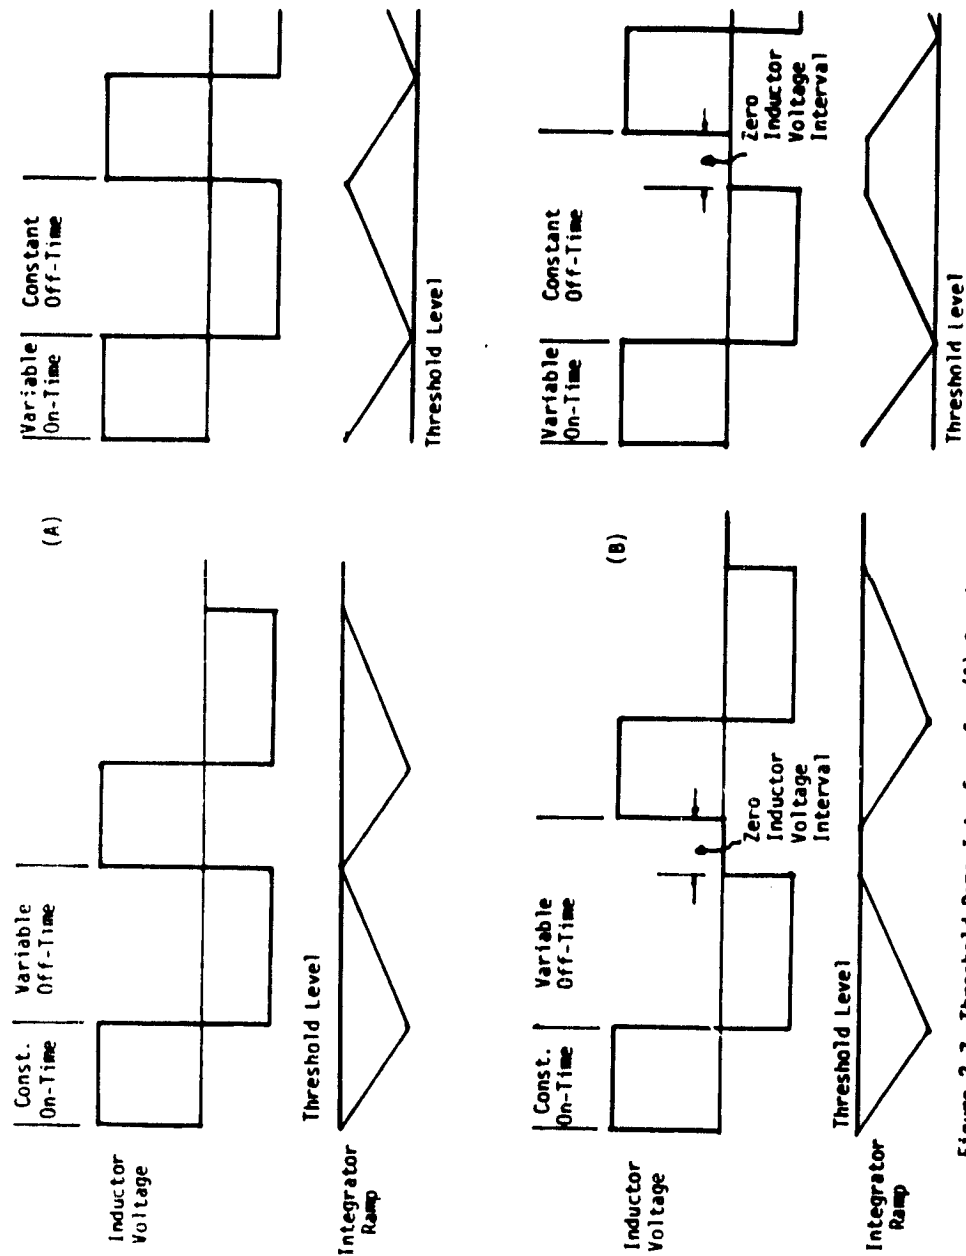 Const.
On-Time
Variable
Off-Time
Variable
On-Time
Constant
Off-Time
Inductor
Voltage
(A)
Threshold Level
Threshold Level
Integrator
Ramp
Const.
On-Time
Variable
Off-Time
Variable
On-Time
Constant
Off-Time
Inductor
Voltage
(B)
Zero
Inductor
Voltage
Interval
Zero
Inductor
Voltage
Interval
Threshold Level
Threshold Level
Integrator
Ramp